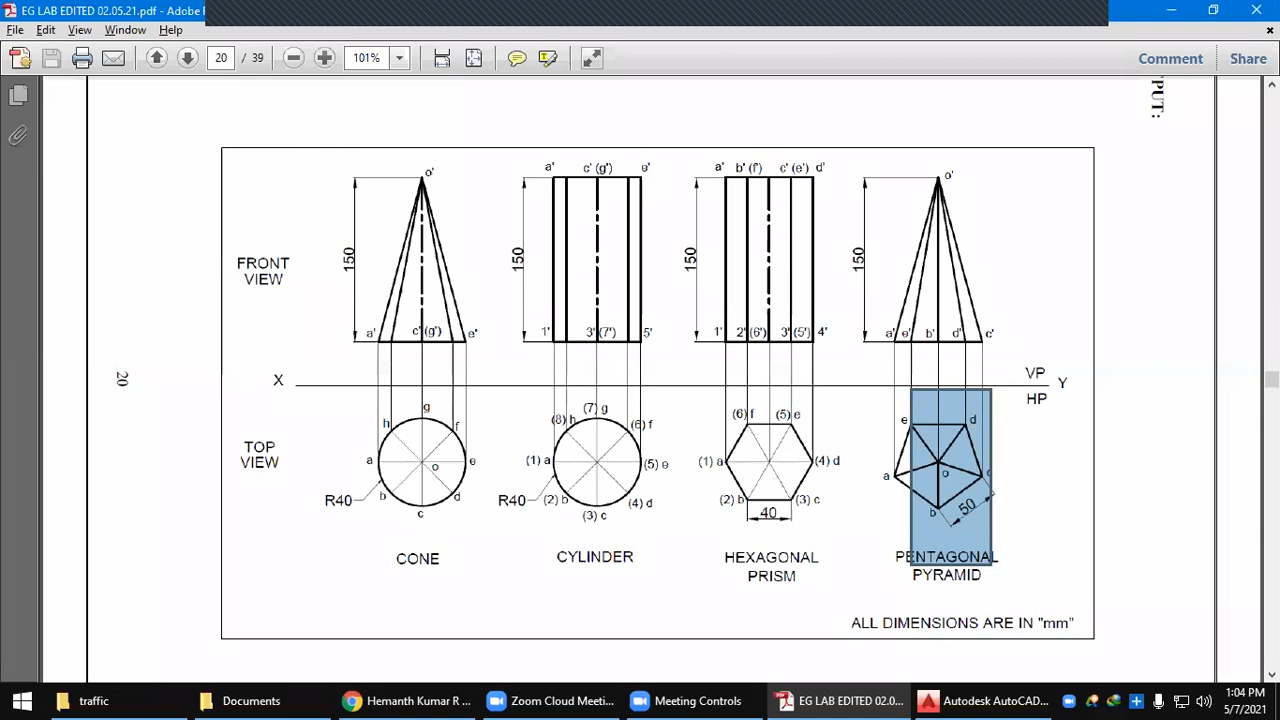 EG LAB EDITED 02.05.21.pdf - Adobe
File Edit View Window Help
20 / 39 101% Comment Share
PUT:
20
o' a' c' (g') e' a' b' (f') c' (e') d' o'
150 150 150 150
FRONT
VIEW
a' c' (g') e' 1' 3' (7') 5' 1' 2' (6') 3' (5') 4' a' e' b' d' c'
X VP Y
HP
g (7) g (6) f (5) e
h f (8) h (6) f e d
TOP
VIEW
a o e (1) a (5) e (1) a (4) d a o c
R40 b d R40 (2) b (4) d (2) b (3) c b 50
c (3) c 40
CONE CYLINDER HEXAGONAL PENTAGONAL
PRISM PYRAMID
ALL DIMENSIONS ARE IN "mm"
traffic Documents Hemanth Kumar R ... Zoom Cloud Meeti... Meeting Controls EG LAB EDITED 02.0... Autodesk AutoCAD... 1:04 PM
5/7/2021